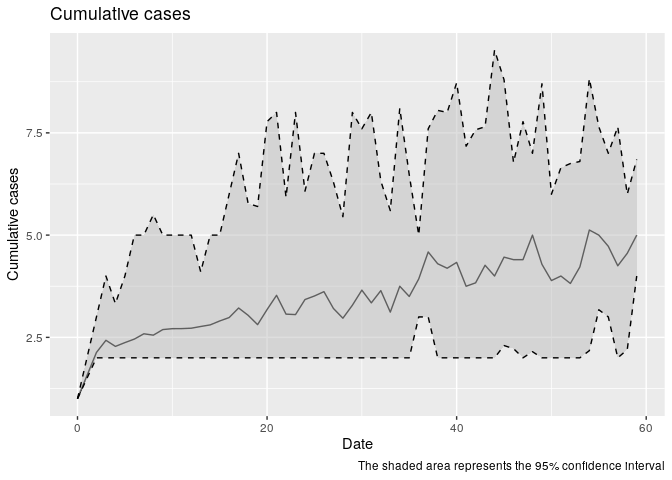 Cumulative cases
Cumulative cases
7.5
5.0
2.5
0 20 40 60
Date
The shaded area represents the 95% confidence interval